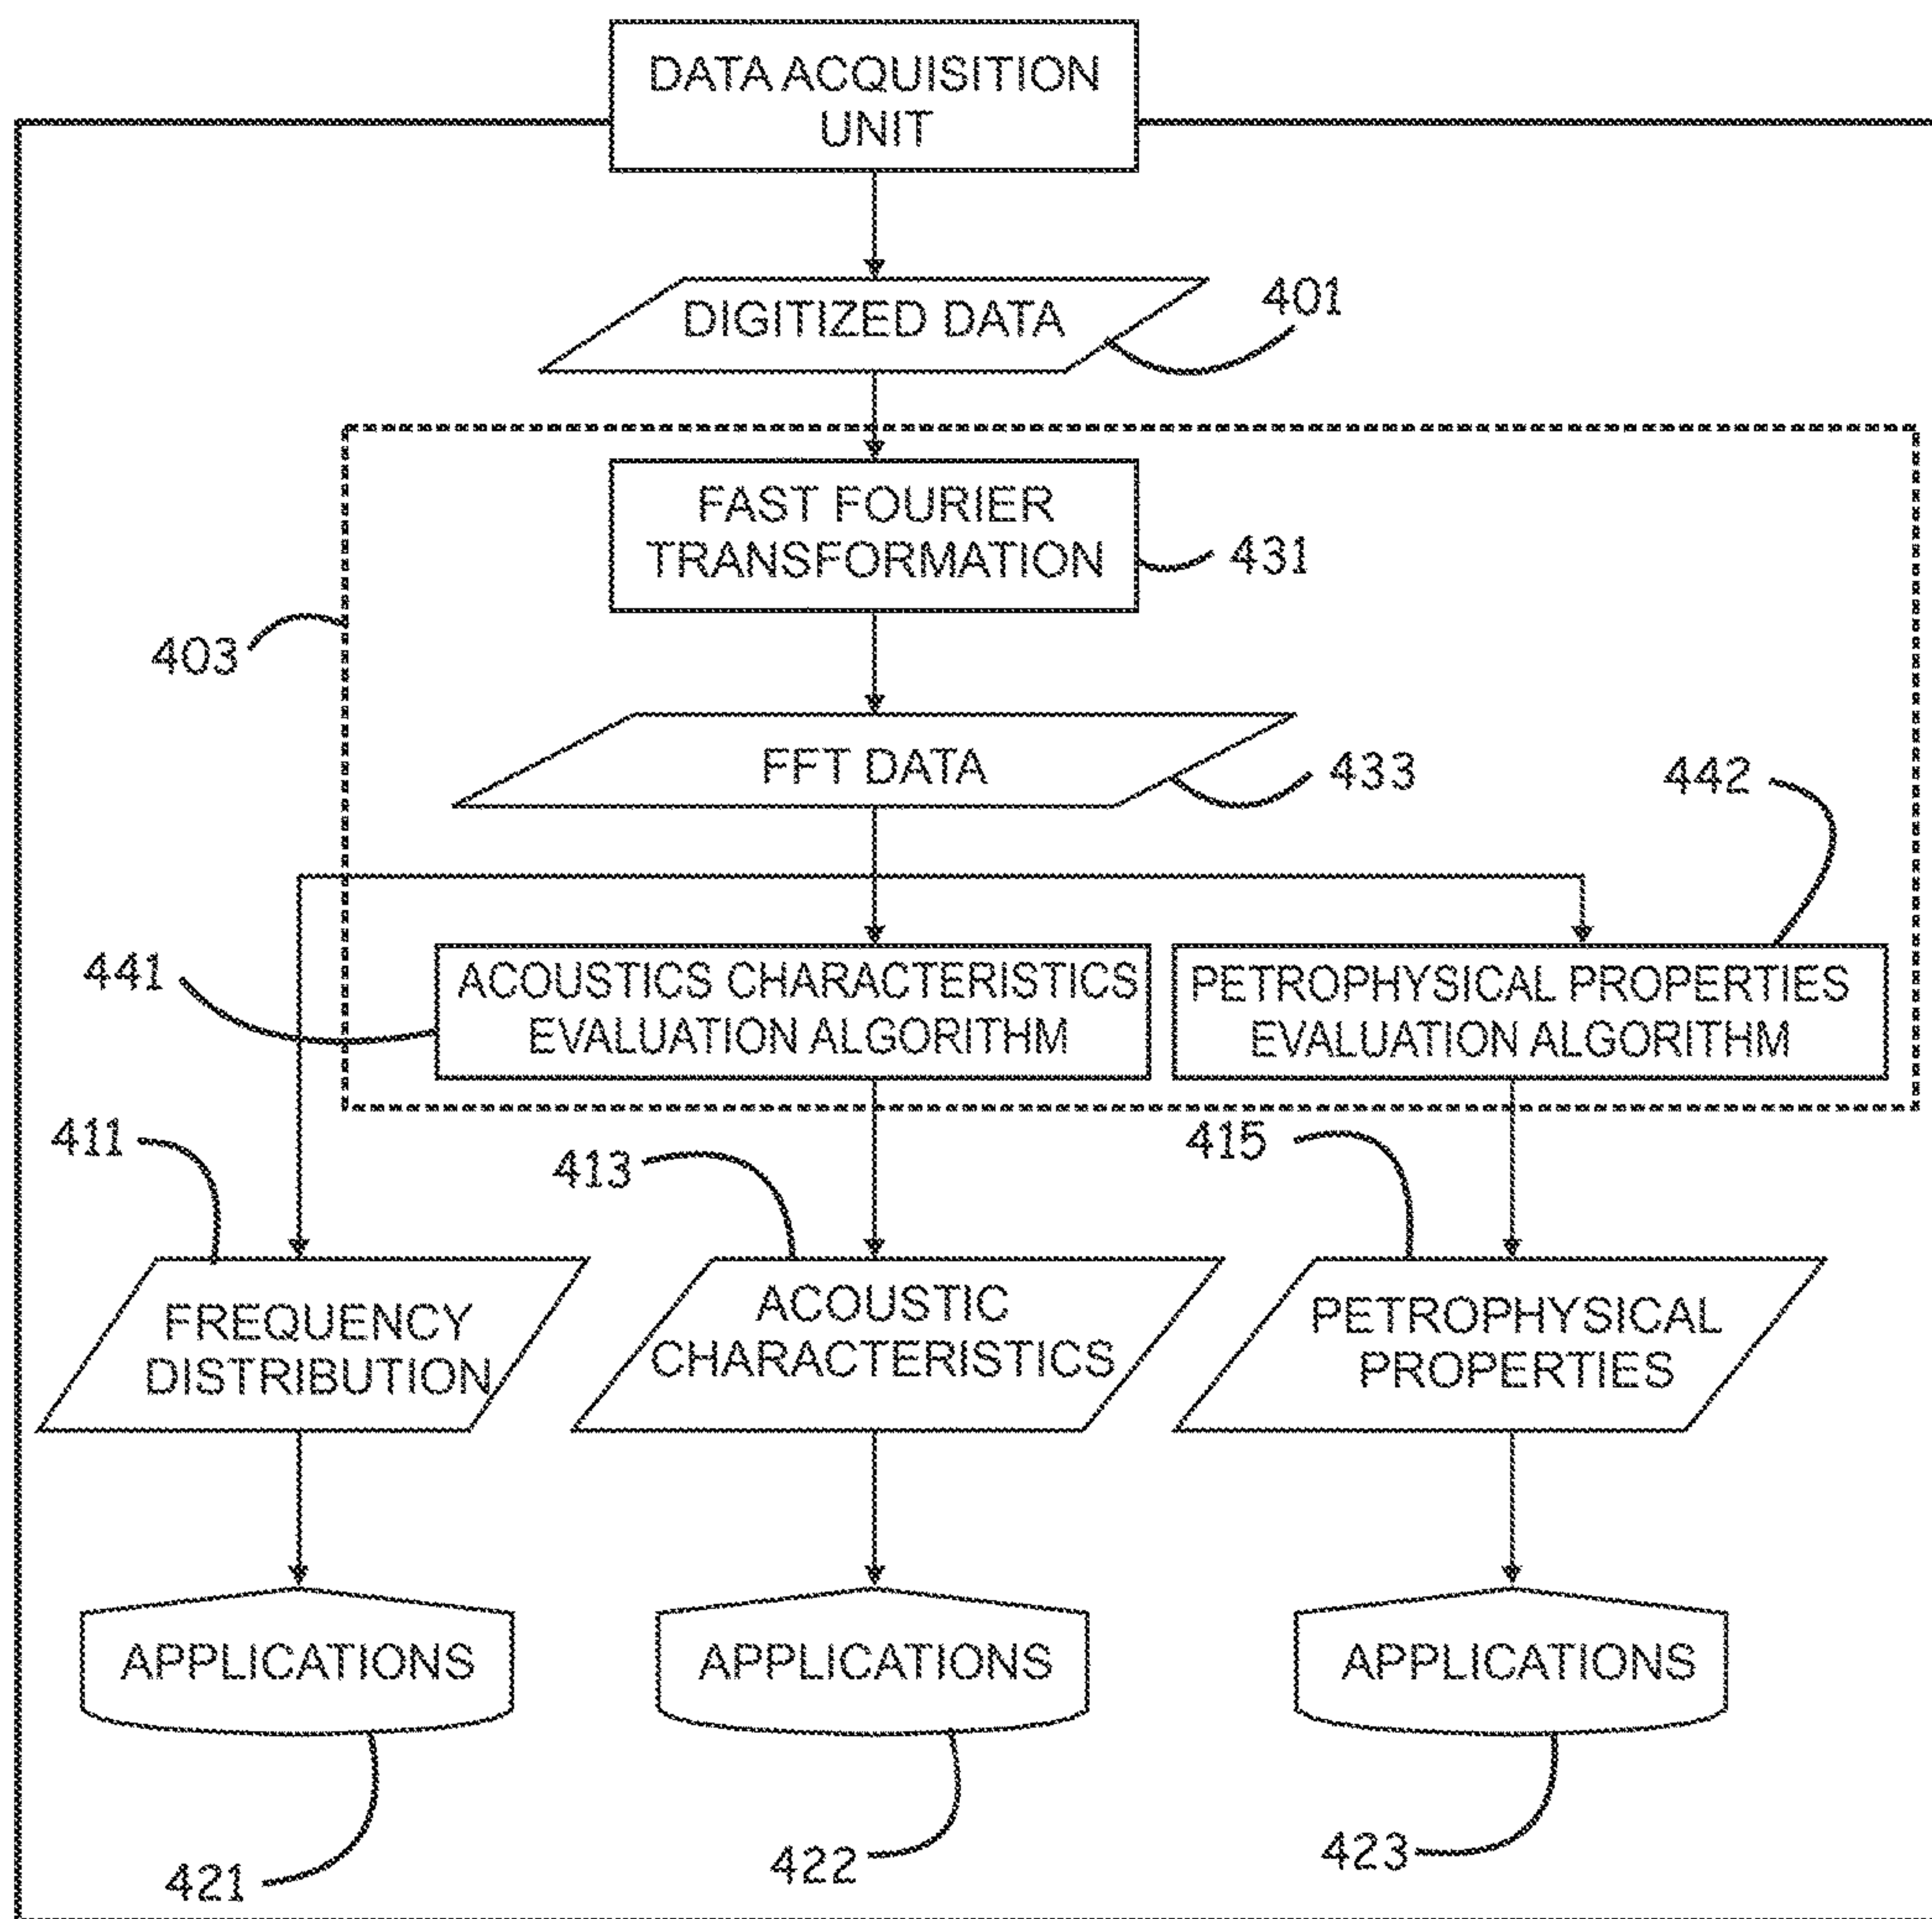 DATA ACQUISITION
UNIT
DIGITIZED DATA
401
FAST FOURIER
TRANSFORMATION
431
403
FFT DATA
433
442
441
ACOUSTICS CHARACTERISTICS
EVALUATION ALGORITHM
PETROPHYSICAL PROPERTIES
EVALUATION ALGORITHM
411
413
415
FREQUENCY
DISTRIBUTION
ACOUSTIC
CHARACTERISTICS
PETROPHYSICAL
PROPERTIES
APPLICATIONS
APPLICATIONS
APPLICATIONS
421
422
423